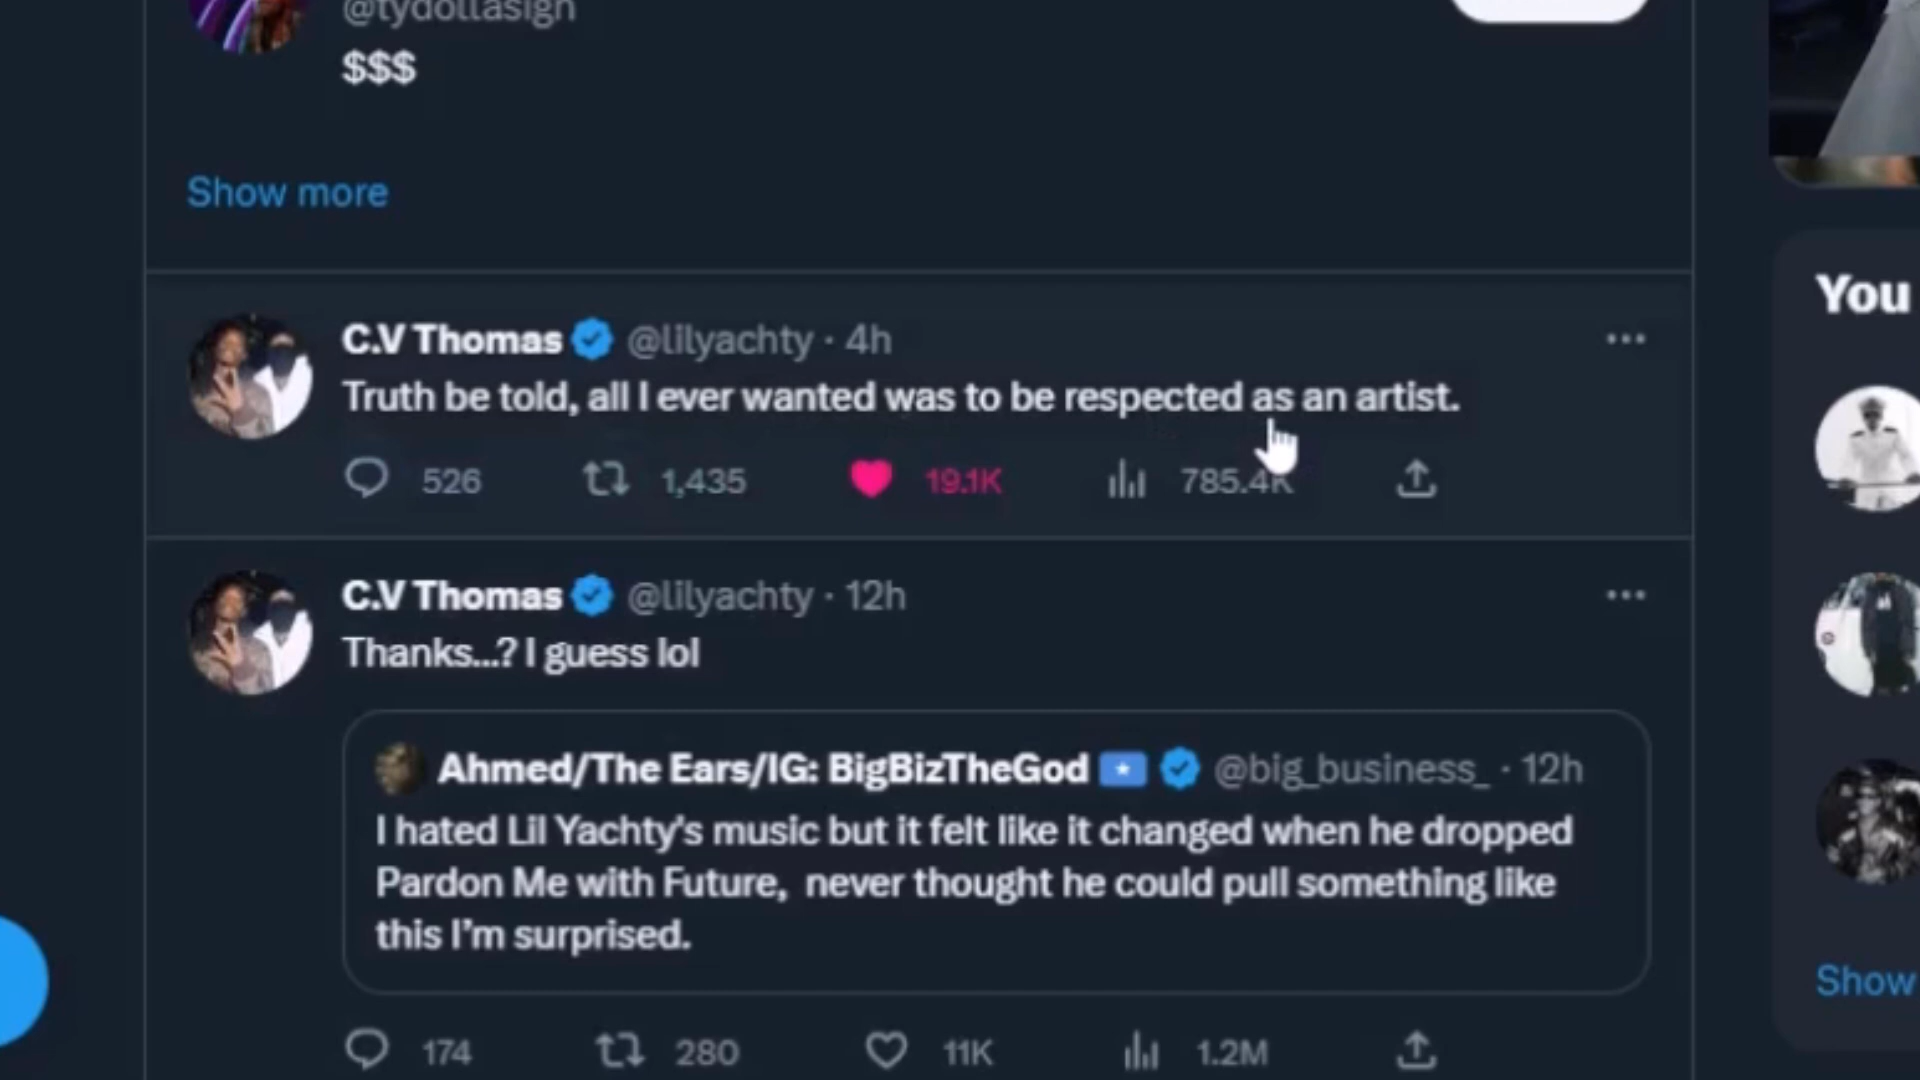 @tydollasign
$$$
Show more
C.V Thomas @lilyachty · 4h
Truth be told, all I ever wanted was to be respected as an artist.
526 1,435 19.1K 785.4K
C.V Thomas @lilyachty · 12h
Thanks...? I guess lol
Ahmed/The Ears/IG: BigBizTheGod @big_business_ · 12h
I hated Lil Yachty's music but it felt like it changed when he dropped
Pardon Me with Future, never thought he could pull something like
this I'm surprised.
174 280 11K 1.2M
You
Show